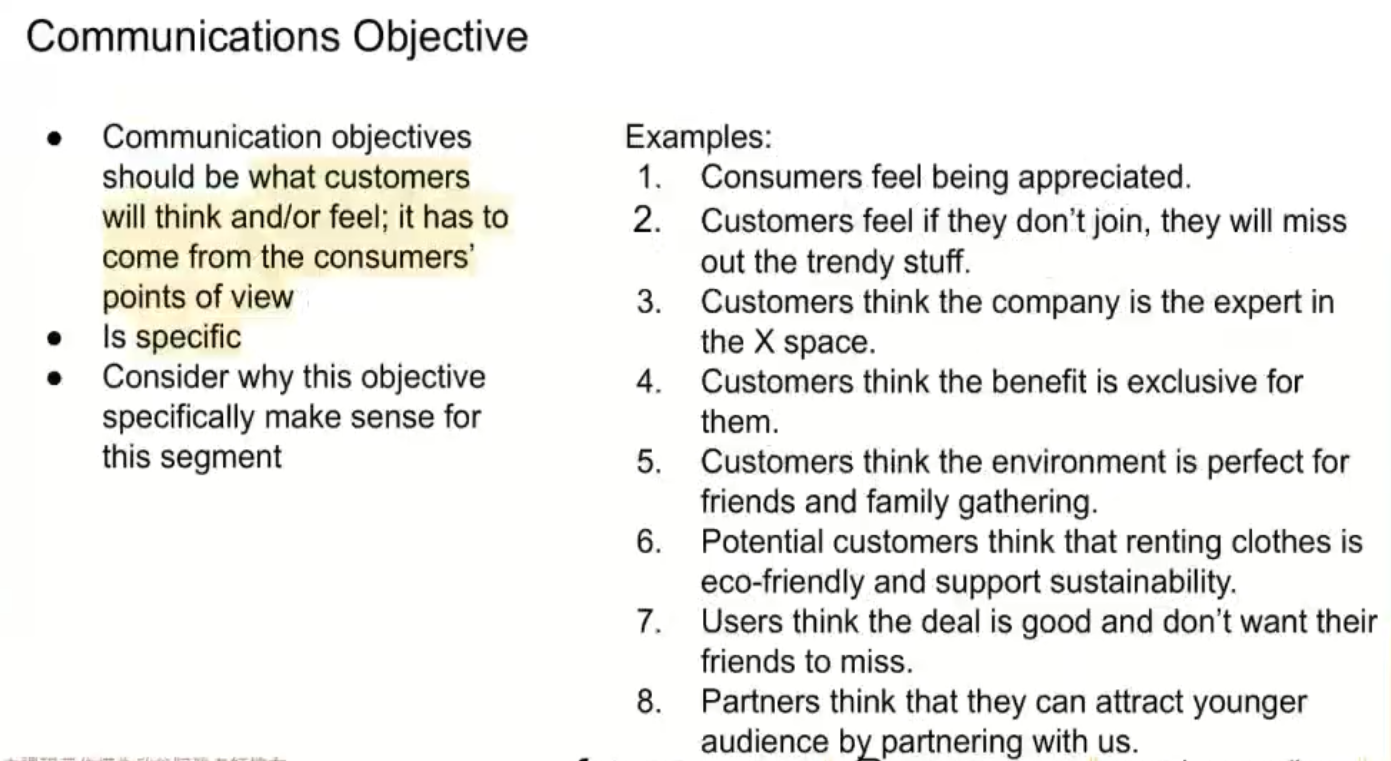 Communications Objective
● Communication objectives
should be what customers
will think and/or feel; it has to
come from the consumers'
points of view
● Is specific
● Consider why this objective
specifically make sense for
this segment
Examples:
1. Consumers feel being appreciated.
2. Customers feel if they don't join, they will miss
out the trendy stuff.
3. Customers think the company is the expert in
the X space.
4. Customers think the benefit is exclusive for
them.
5. Customers think the environment is perfect for
friends and family gathering.
6. Potential customers think that renting clothes is
eco-friendly and support sustainability.
7. Users think the deal is good and don't want their
friends to miss.
8. Partners think that they can attract younger
audience by partnering with us.